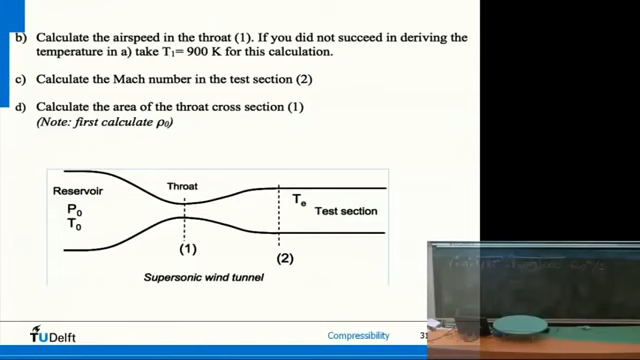 b) Calculate the airspeed in the throat (1). If you did not succeed in deriving the
temperature in a) take T₁= 900 K for this calculation.
c) Calculate the Mach number in the test section (2)
d) Calculate the area of the throat cross section (1)
(Note: first calculate ρ₀)
Reservoir
Throat
P₀
T₀
Tₑ
Test section
(1)
(2)
Supersonic wind tunnel
TUDelft
Compressibility
31